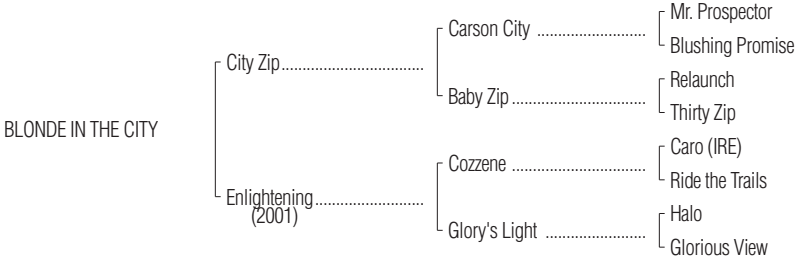 Mr. Prospector
Carson City ..........................
Blushing Promise
City Zip..................................
Relaunch
Baby Zip ................................
Thirty Zip
BLONDE IN THE CITY
Caro (IRE)
Cozzene ................................
Ride the Trails
Enlightening..........................
(2001)
Halo
Glory's Light ........................
Glorious View